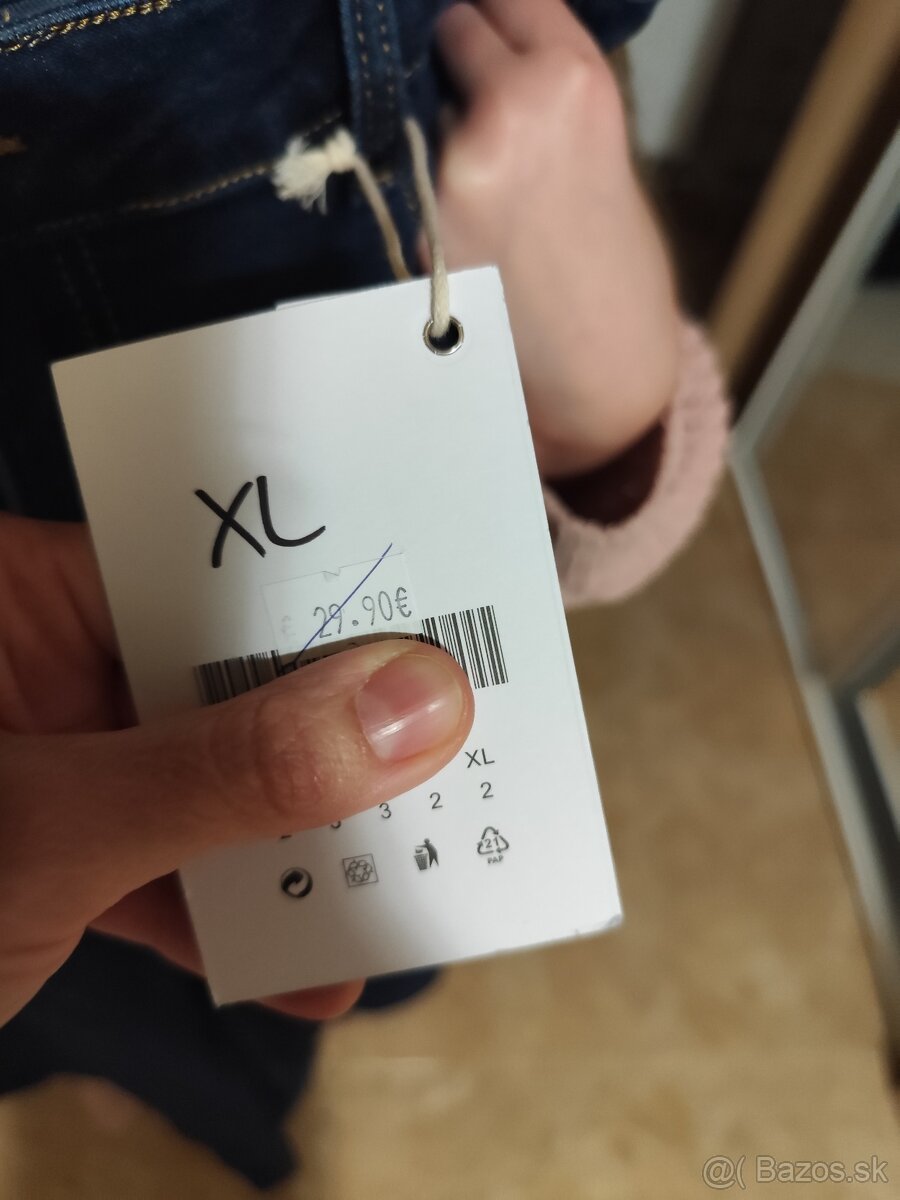 XL
29.90€
XL
3 2 2
21
PAP
@( Bazos.sk